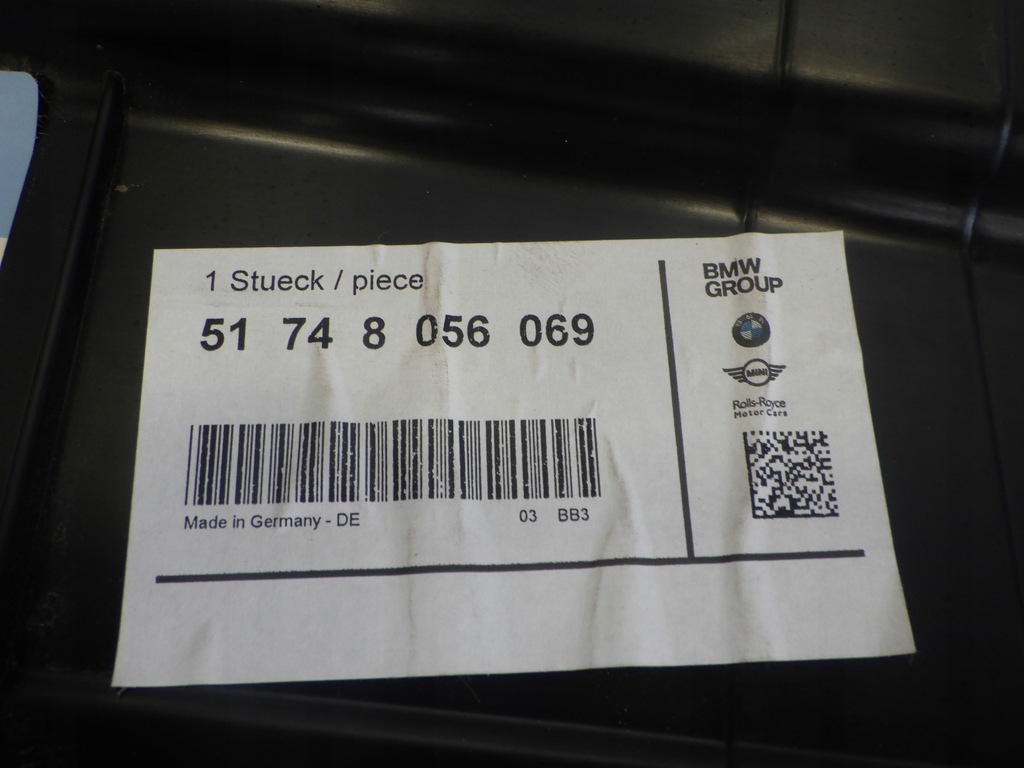 1 Stueck / piece
51 74 8 056 069
Made in Germany - DE
03 BB3
BMW
GROUP
MINI
Rolls-Royce
Motor Cars